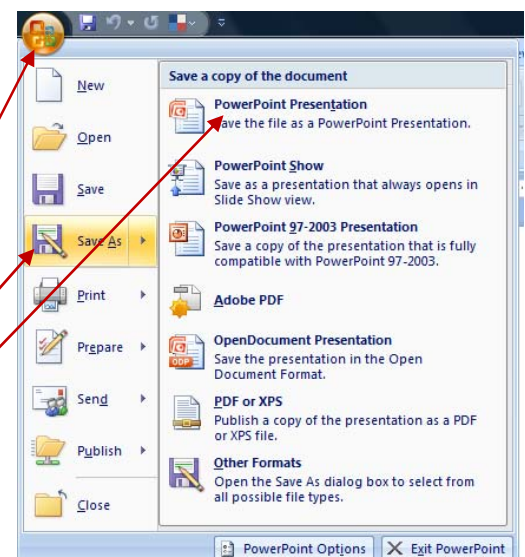 New
Open
Save
Save As
Print
Prepare
Send
Publish
Close
Save a copy of the document
PowerPoint Presentation
Save the file as a PowerPoint Presentation.
PowerPoint Show
Save as a presentation that always opens in
Slide Show view.
PowerPoint 97-2003 Presentation
Save a copy of the presentation that is fully
compatible with PowerPoint 97-2003.
Adobe PDF
OpenDocument Presentation
Save the presentation in the Open
Document Format.
PDF or XPS
Publish a copy of the presentation as a PDF
or XPS file.
Other Formats
Open the Save As dialog box to select from
all possible file types.
PowerPoint Options
Exit PowerPoint
ODP